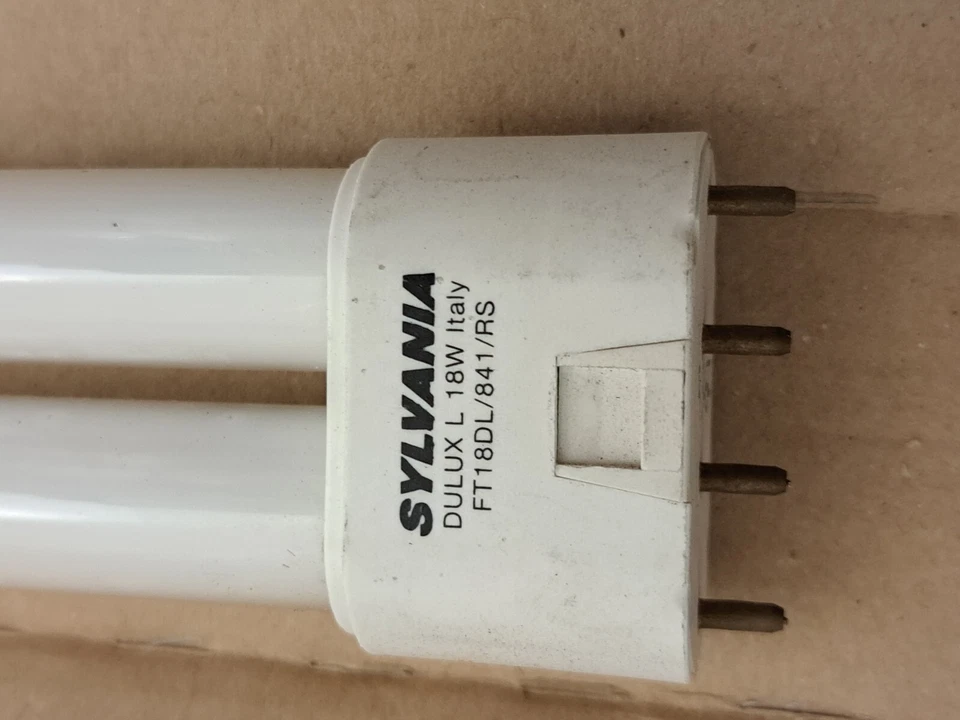 SYLVANIA
DULUX L 18W Italy
FT18DL/841/RS